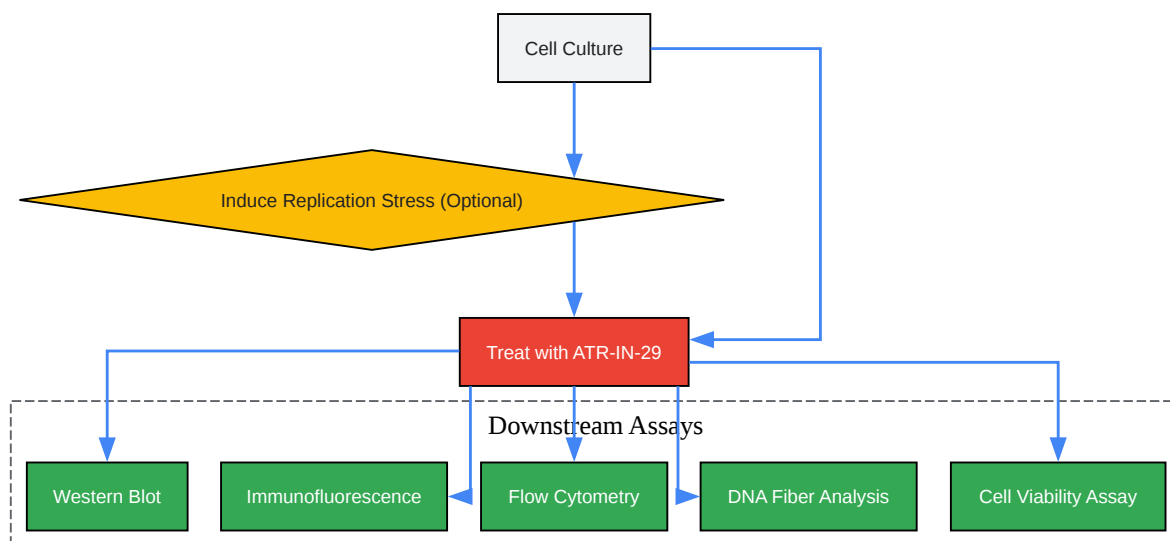 Cell Culture
Induce Replication Stress (Optional)
Treat with ATR-IN-29
Downstream Assays
Western Blot
Immunofluorescence
Flow Cytometry
DNA Fiber Analysis
Cell Viability Assay